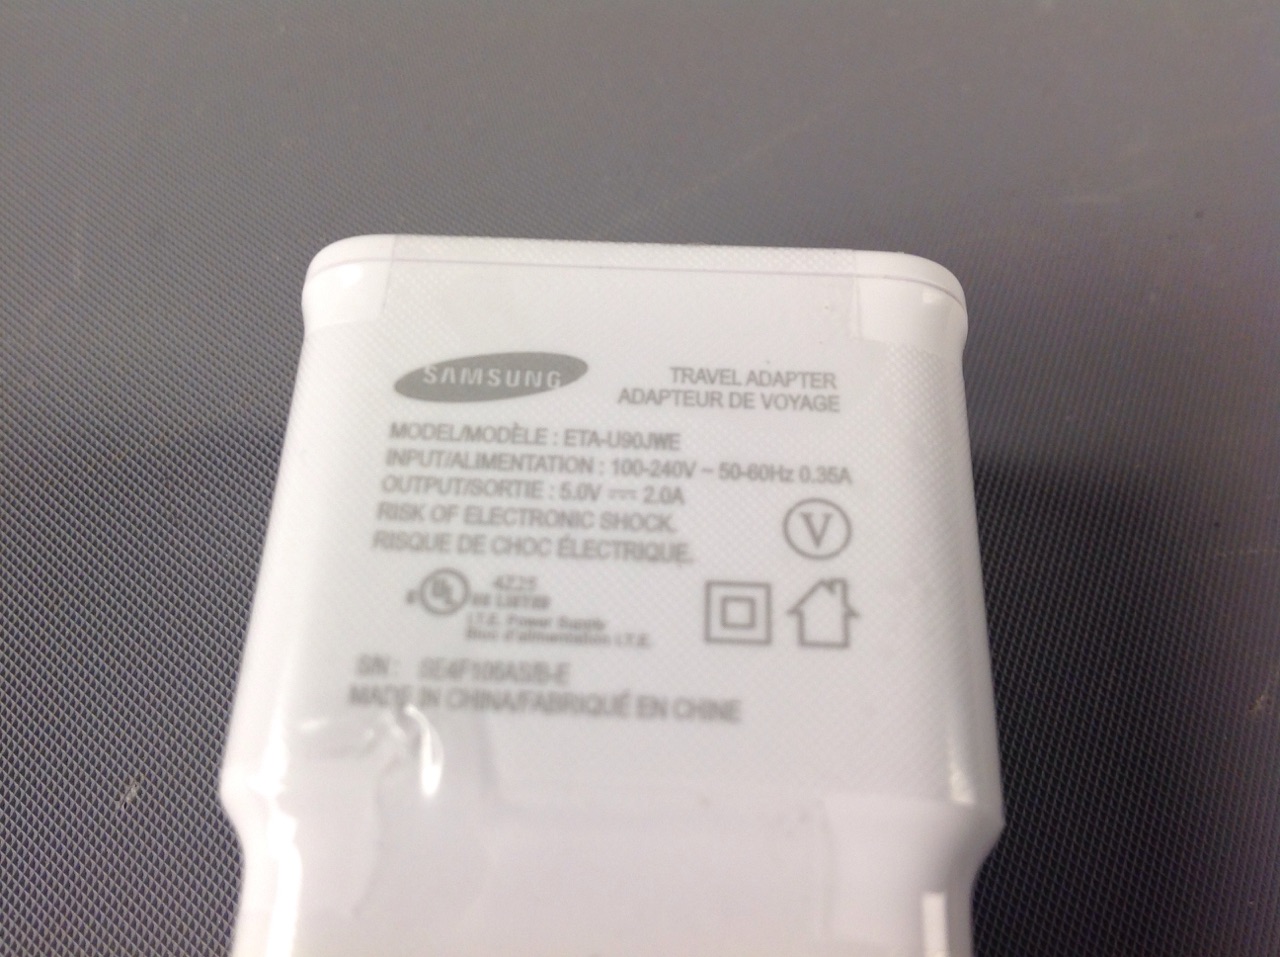 SAMSUNG
TRAVEL ADAPTER
ADAPTEUR DE VOYAGE
MODEL/MODÈLE : ETA-U90JWE
INPUT/ALIMENTATION : 100-240V ~ 50-60Hz 0.35A
OUTPUT/SORTIE : 5.0V ⎓ 2.0A
RISK OF ELECTRONIC SHOCK.
RISQUE DE CHOC ÉLECTRIQUE.
V
UL
4Z25
LISTED
I.T.E. Power Supply
Bloc d'alimentation I.T.E.
S/N :
MADE IN CHINA/FABRIQUÉ EN CHINE